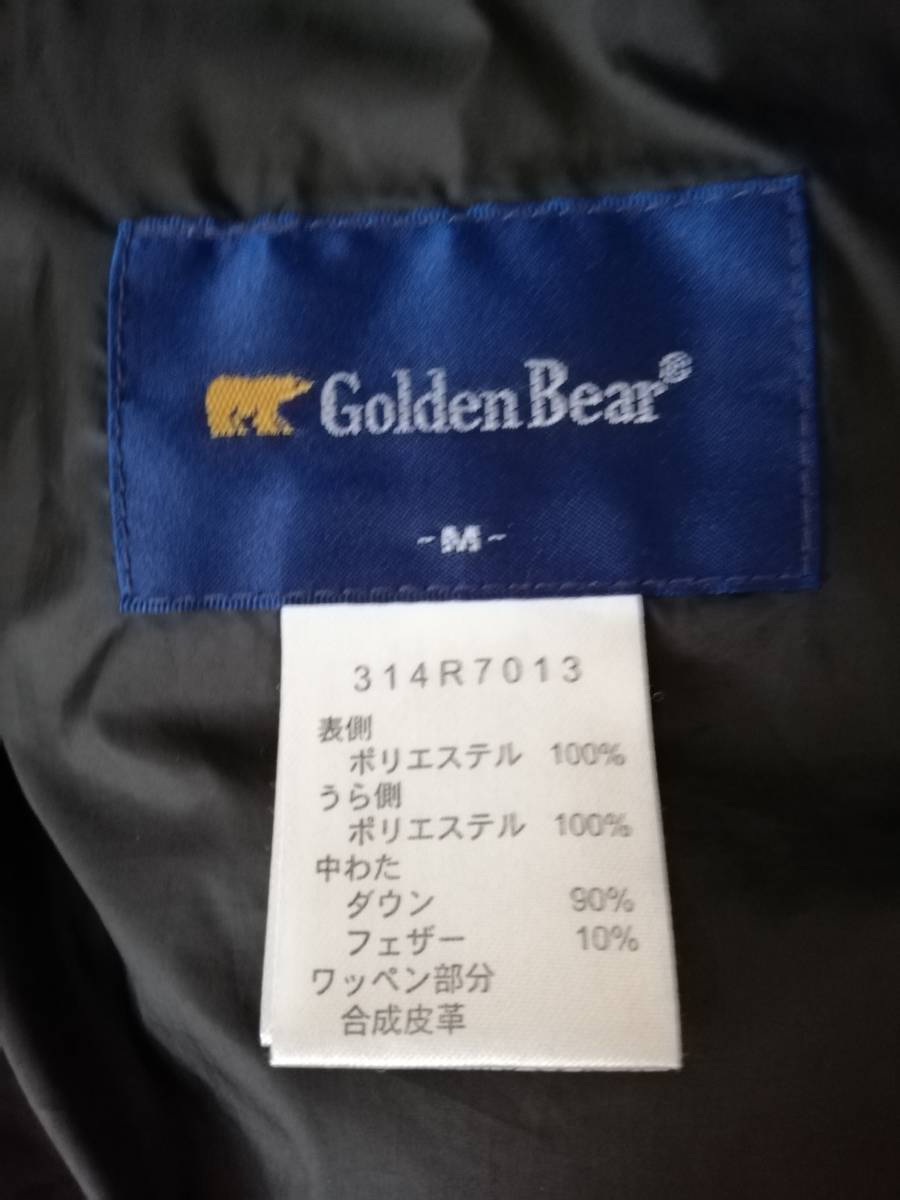 Golden Bear®
-M-
314R7013
表側
ポリエステル 100%
うら側
ポリエステル 100%
中わた
ダウン 90%
フェザー 10%
ワッペン部分
合成皮革